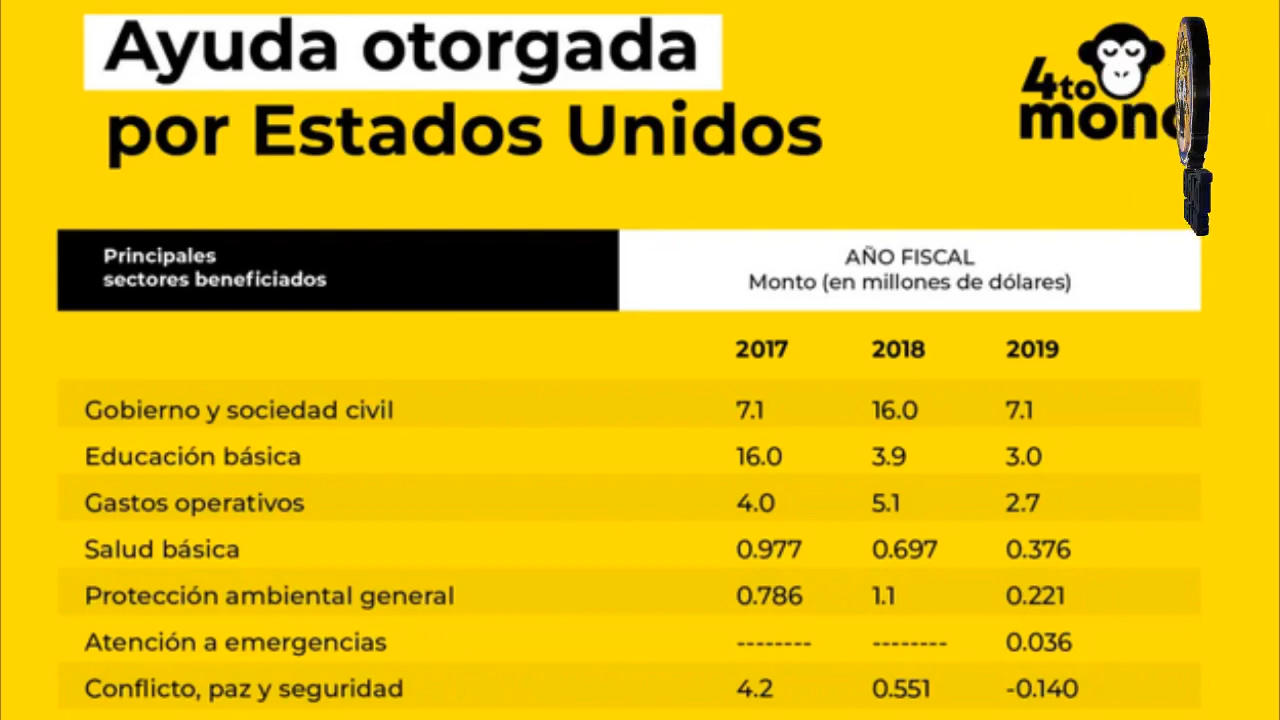 Ayuda otorgada
por Estados Unidos
4to
mono
Principales
sectores beneficiados
AÑO FISCAL
Monto (en millones de dólares)
2017 2018 2019
Gobierno y sociedad civil 7.1 16.0 7.1
Educación básica 16.0 3.9 3.0
Gastos operativos 4.0 5.1 2.7
Salud básica 0.977 0.697 0.376
Protección ambiental general 0.786 1.1 0.221
Atención a emergencias -------- -------- 0.036
Conflicto, paz y seguridad 4.2 0.551 -0.140